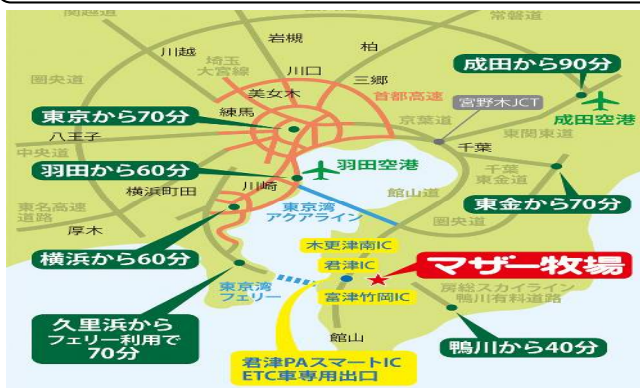 関越道
常磐道
岩槻
柏
川越
埼玉
大宮線
川口
三郷
成田から90分
圏央道
美女木
首都高速
宮野木JCT
成田空港
東京から70分
練馬
京葉道
東関東道
八王子
千葉
中央道
羽田から60分
羽田空港
千葉
東金道
川崎
横浜町田
館山道
東金から70分
東名高速
道路
東京湾
アクアライン
圏央道
厚木
木更津南IC
横浜から60分
君津IC
マザー牧場
東京湾
フェリー
富津竹岡IC
房総スカイライン
鴨川有料道路
久里浜から
フェリー利用で
70分
館山
鴨川から40分
君津PAスマートIC
ETC車専用出口